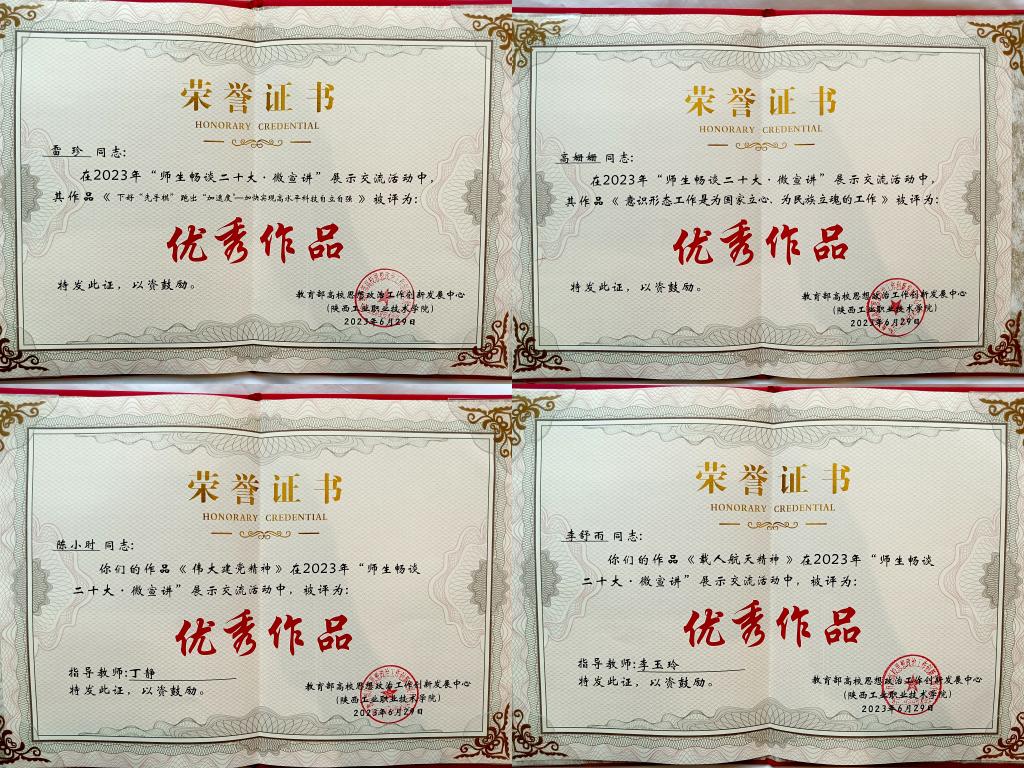 荣誉证书
HONORARY CREDENTIAL
雷 珍 同志:
在2023年“师生畅谈二十大·微宣讲”展示交流活动中,
其作品《下好“先手棋” 跑出“加速度”—加快实现高水平科技自立自强》被评为:
优秀作品
特发此证,以资鼓励。
教育部高校思想政治工作创新发展中心
(陕西工业职业技术学院)
2023年6月29日
荣誉证书
HONORARY CREDENTIAL
高姗姗 同志:
在2023年“师生畅谈二十大·微宣讲”展示交流活动中,
其作品《意识形态工作是为国家立心、为民族立魂的工作》被评为:
优秀作品
特发此证,以资鼓励。
教育部高校思想政治工作创新发展中心
(陕西工业职业技术学院)
2023年6月29日
荣誉证书
HONORARY CREDENTIAL
陈小时 同志:
你们的作品《伟大建党精神》在2023年“师生畅谈
二十大·微宣讲”展示交流活动中,被评为:
优秀作品
指导教师:丁静
特发此证,以资鼓励。
教育部高校思想政治工作创新发展中心
(陕西工业职业技术学院)
2023年6月29日
荣誉证书
HONORARY CREDENTIAL
李舒雨 同志:
你们的作品《载人航天精神》在2023年“师生畅谈
二十大·微宣讲”展示交流活动中,被评为:
优秀作品
指导教师:李玉玲
特发此证,以资鼓励。
教育部高校思想政治工作创新发展中心
(陕西工业职业技术学院)
2023年6月29日